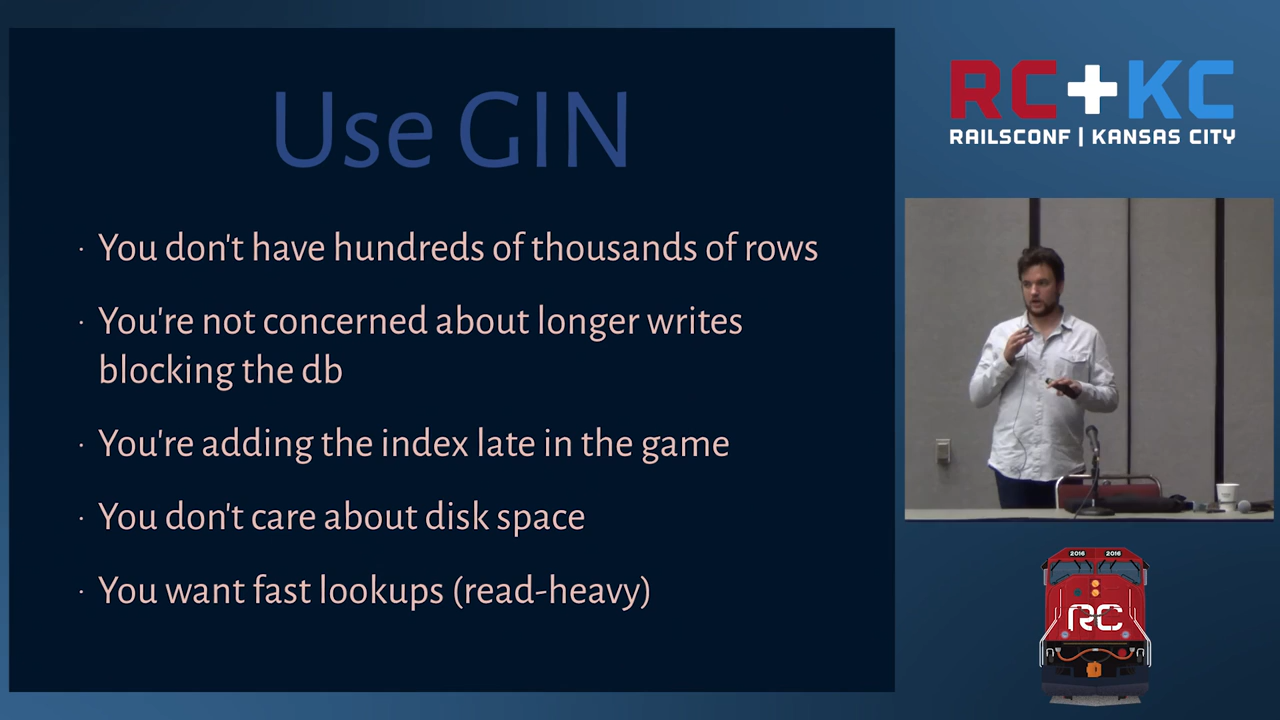 Use GIN
· You don't have hundreds of thousands of rows
· You're not concerned about longer writes
blocking the db
· You're adding the index late in the game
· You don't care about disk space
· You want fast lookups (read-heavy)
RC+KC
RAILSCONF | KANSAS CITY
2016 2016
RC